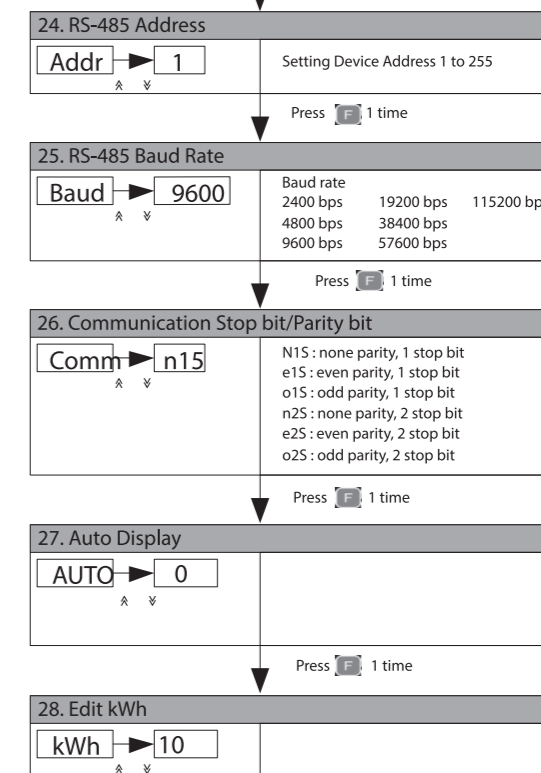 24. RS-485 Address
Addr 1
Setting Device Address 1 to 255
Press F 1 time
25. RS-485 Baud Rate
Baud 9600
Baud rate
2400 bps 19200 bps 115200 bp
4800 bps 38400 bps
9600 bps 57600 bps
Press F 1 time
26. Communication Stop bit/Parity bit
Comm n15
N1S : none parity, 1 stop bit
e1S : even parity, 1 stop bit
o1S : odd parity, 1 stop bit
n2S : none parity, 2 stop bit
e2S : even parity, 2 stop bit
o2S : odd parity, 2 stop bit
Press F 1 time
27. Auto Display
AUTO 0
Press F 1 time
28. Edit kWh
kWh 10